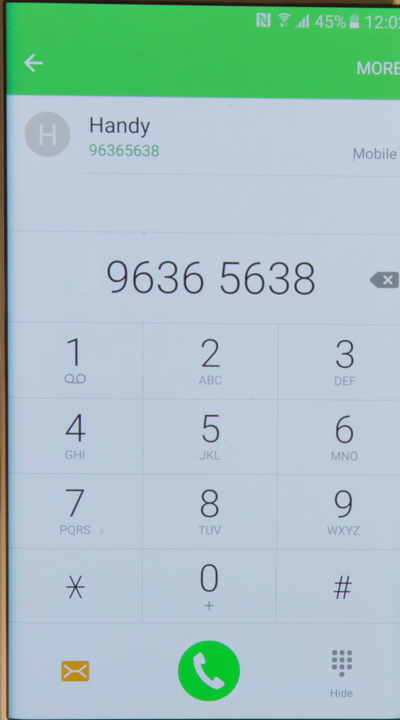 45% 12:02
MORE
H
Handy
96365638
Mobile
9636 5638
1
2
ABC
3
DEF
4
GHI
5
JKL
6
MNO
7
PQRS
8
TUV
9
WXYZ
*
0
+
#
Hide